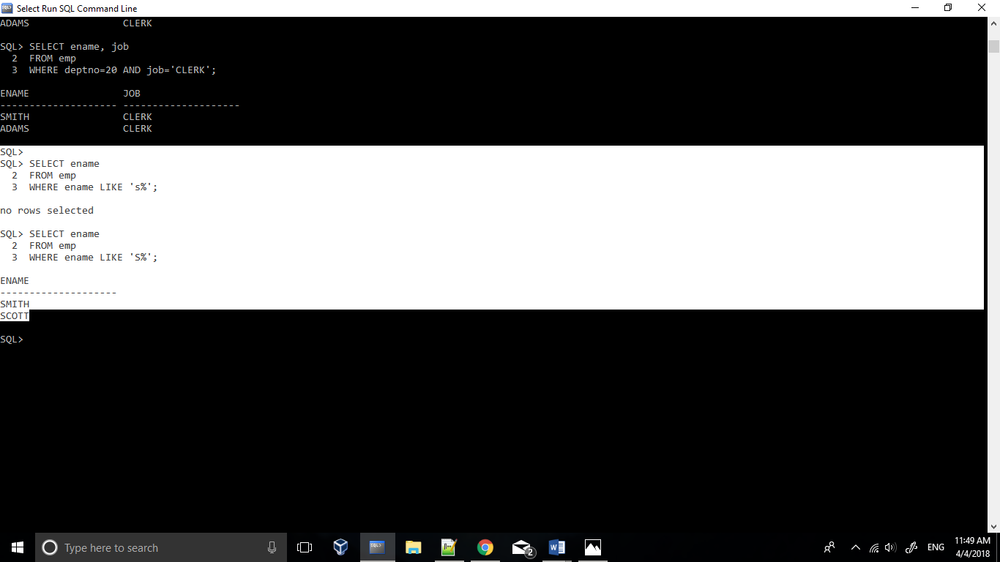 Select Run SQL Command Line
ADAMS                CLERK
SQL> SELECT ename, job
  2  FROM emp
  3  WHERE deptno=20 AND job='CLERK';
ENAME                JOB
-------------------- --------------------
SMITH                CLERK
ADAMS                CLERK
SQL>
SQL> SELECT ename
  2  FROM emp
  3  WHERE ename LIKE 's%';
no rows selected
SQL> SELECT ename
  2  FROM emp
  3  WHERE ename LIKE 'S%';
ENAME
--------------------
SMITH
SCOTT
SQL>
Type here to search
2
ENG
11:49 AM
4/4/2018